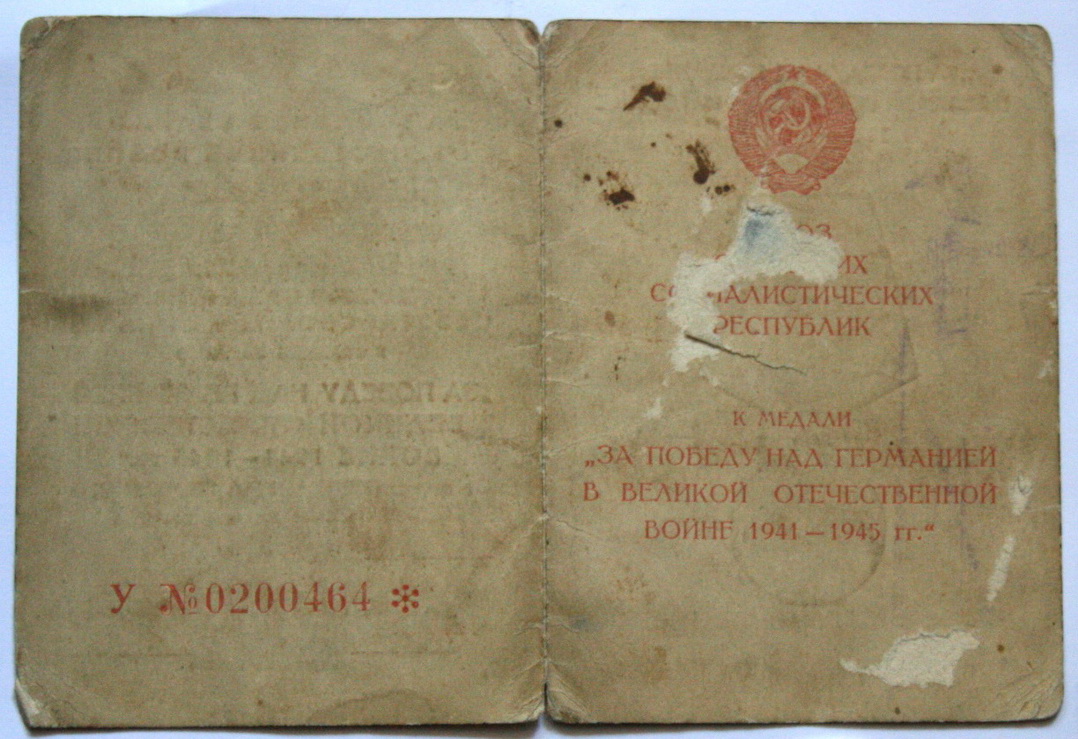 У №0200464 *
СОЦИАЛИСТИЧЕСКИХ
РЕСПУБЛИК
К МЕДАЛИ
„ЗА ПОБЕДУ НАД ГЕРМАНИЕЙ
В ВЕЛИКОЙ ОТЕЧЕСТВЕННОЙ
ВОЙНЕ 1941—1945 гг.“